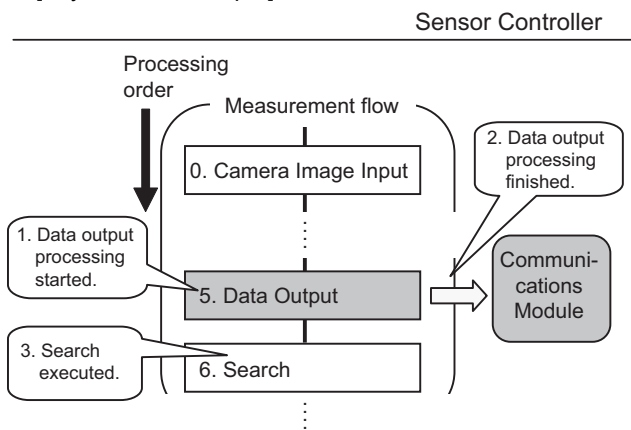 Sensor Controller
Processing
order
Measurement flow
0. Camera Image Input
2. Data output
processing
finished.
1. Data output
processing
started.
5. Data Output
Communi-
cations
Module
3. Search
executed.
6. Search